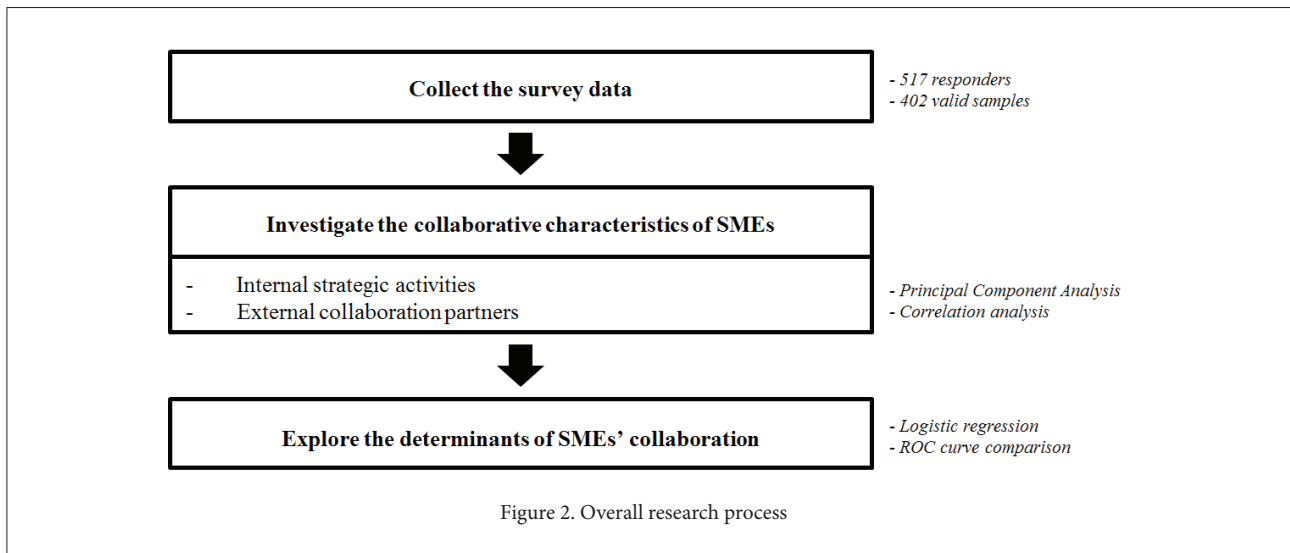 Collect the survey data
- 517 responders
- 402 valid samples
Investigate the collaborative characteristics of SMEs
- Internal strategic activities
- External collaboration partners
- Principal Component Analysis
- Correlation analysis
Explore the determinants of SMEs’ collaboration
- Logistic regression
- ROC curve comparison
Figure 2. Overall research process